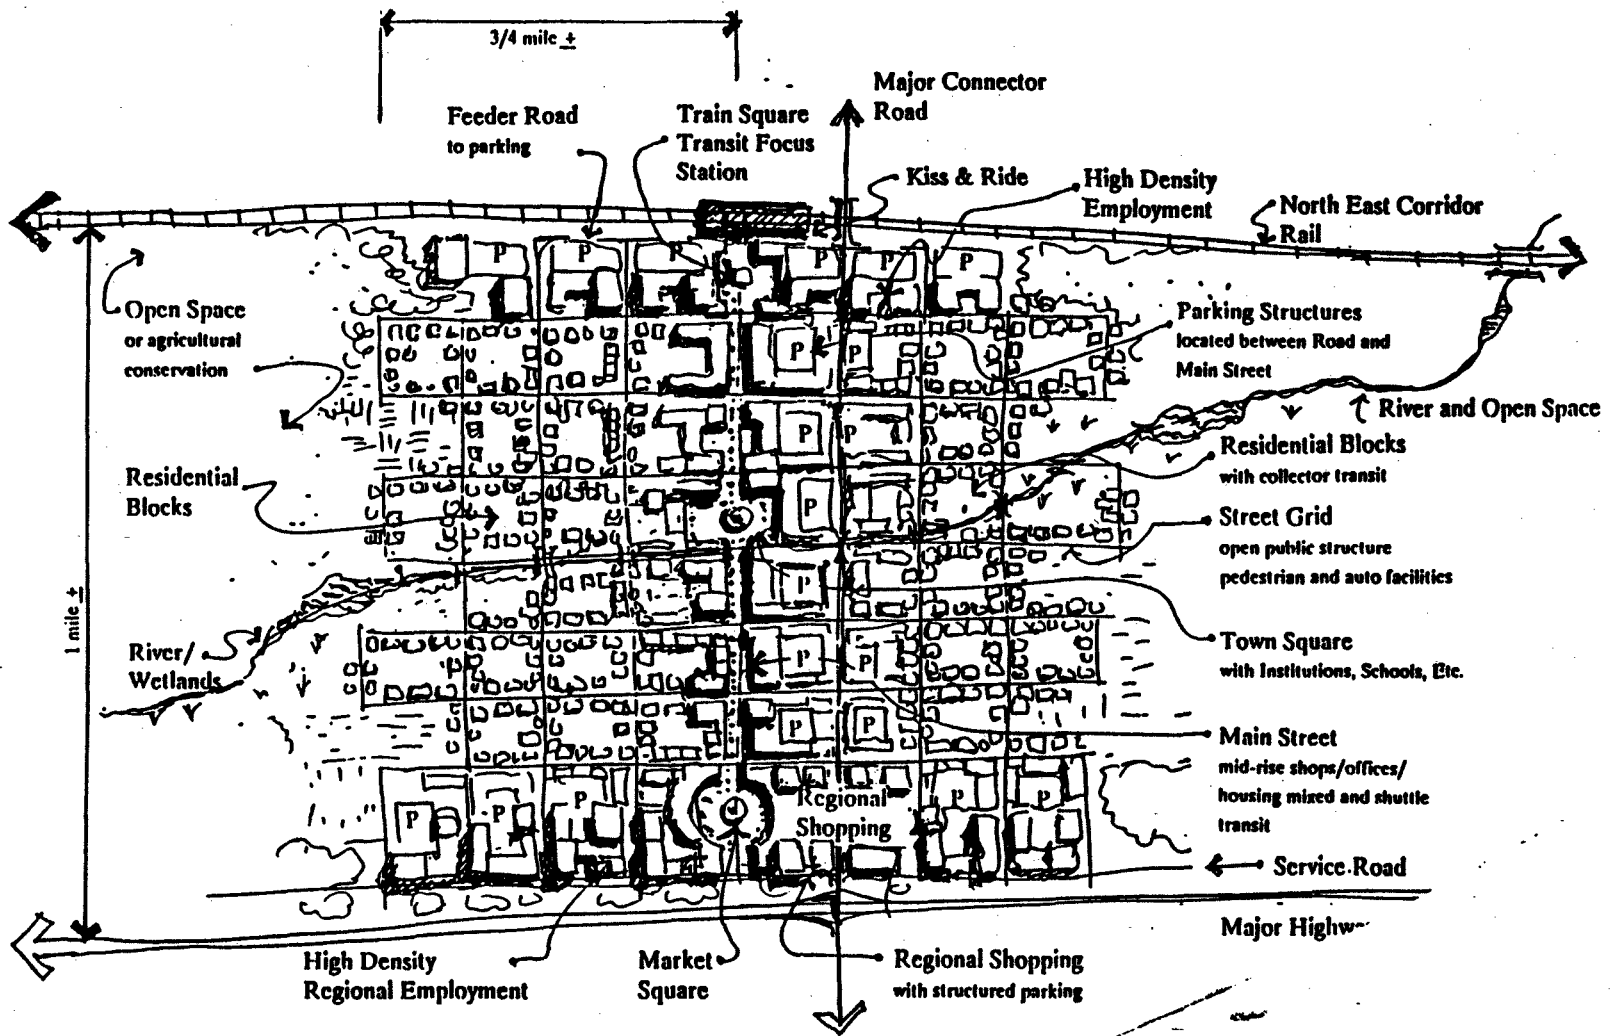 3/4 mile ±
Major Connector
Road
Feeder Road
to parking
Train Square
Transit Focus
Station
Kiss & Ride
High Density
Employment
North East Corridor
Rail
P
P
P
P
P
P
Open Space
or agricultural
conservation
Parking Structures
located between Road and
Main Street
P
P
River and Open Space
P
P
Residential Blocks
with collector transit
Residential
Blocks
P
Street Grid
open public structure
pedestrian and auto facilities
P
1 mile ±
River/
Wetlands
Town Square
with Institutions, Schools, Etc.
P
P
P
P
Main Street
mid-rise shops/offices/
housing mixed and shuttle
transit
P
P
P
P
P
Regional
Shopping
Service Road
Major Highway
High Density
Regional Employment
Market
Square
Regional Shopping
with structured parking